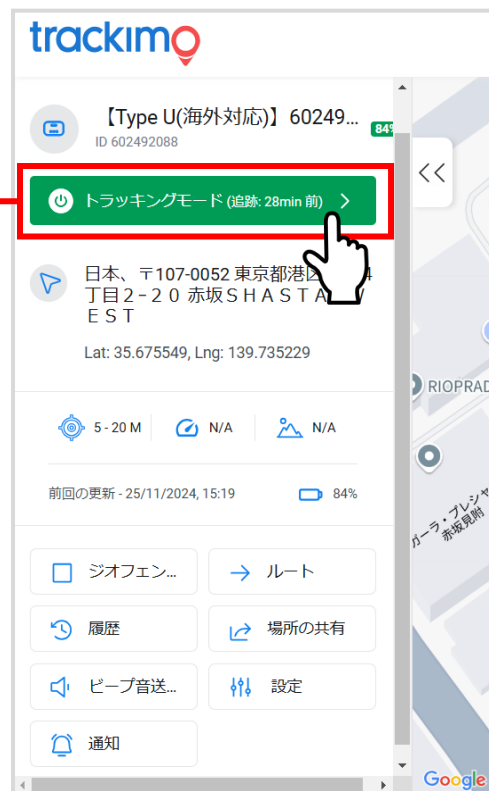 trackimo
【Type U(海外対応)】60249...
84%
ID 602492088
トラッキングモード (追跡: 28min 前)
日本、〒107-0052 東京都港区 4
丁目2−20 赤坂ＳＨＡＳＴＡ
ＥＳＴ
Lat: 35.675549, Lng: 139.735229
5 - 20 M
N/A
N/A
前回の更新 - 25/11/2024, 15:19
84%
ジオフェン...
ルート
履歴
場所の共有
ビープ音送...
設定
通知
RIOPRAD
ガーラ・プレシャ
赤坂見附
Google